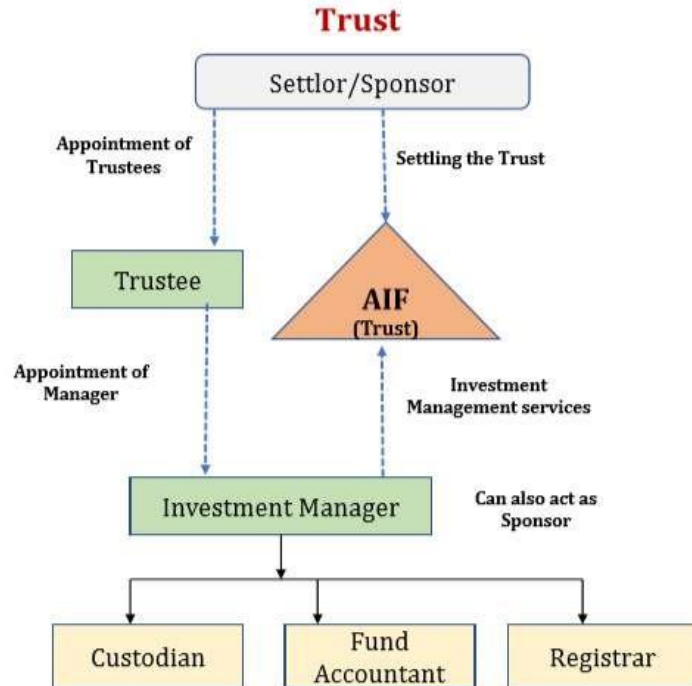 Trust
Settlor/Sponsor
Appointment of
Trustees
Settling the Trust
Trustee
AIF
(Trust)
Appointment of
Manager
Investment
Management services
Investment Manager
Can also act as
Sponsor
Custodian
Fund
Accountant
Registrar